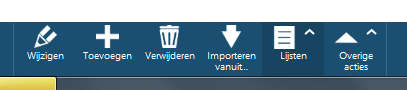 Wijzigen
Toevoegen
Verwijderen
Importeren
vanuit...
Lijsten
Overige
acties